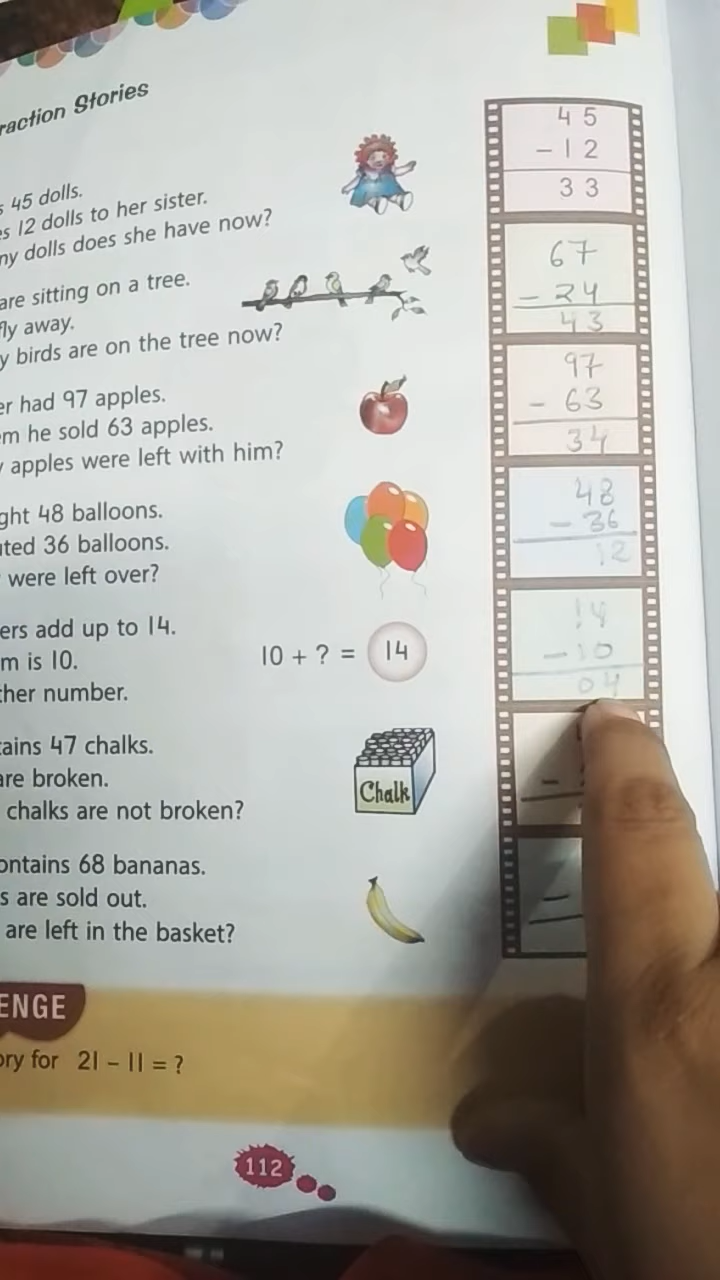 raction Stories
45 dolls.
es 12 dolls to her sister.
ny dolls does she have now?
45
-12
33
are sitting on a tree.
fly away.
y birds are on the tree now?
67
-24
43
er had 97 apples.
m he sold 63 apples.
apples were left with him?
97
- 63
34
ght 48 balloons.
uted 36 balloons.
were left over?
48
- 36
12
ers add up to 14.
m is 10.
ther number.
10 + ? = 14
14
-10
04
tains 47 chalks.
are broken.
chalks are not broken?
Chalk
-
ontains 68 bananas.
s are sold out.
are left in the basket?
-
ENGE
ory for 21 - 11 = ?
112